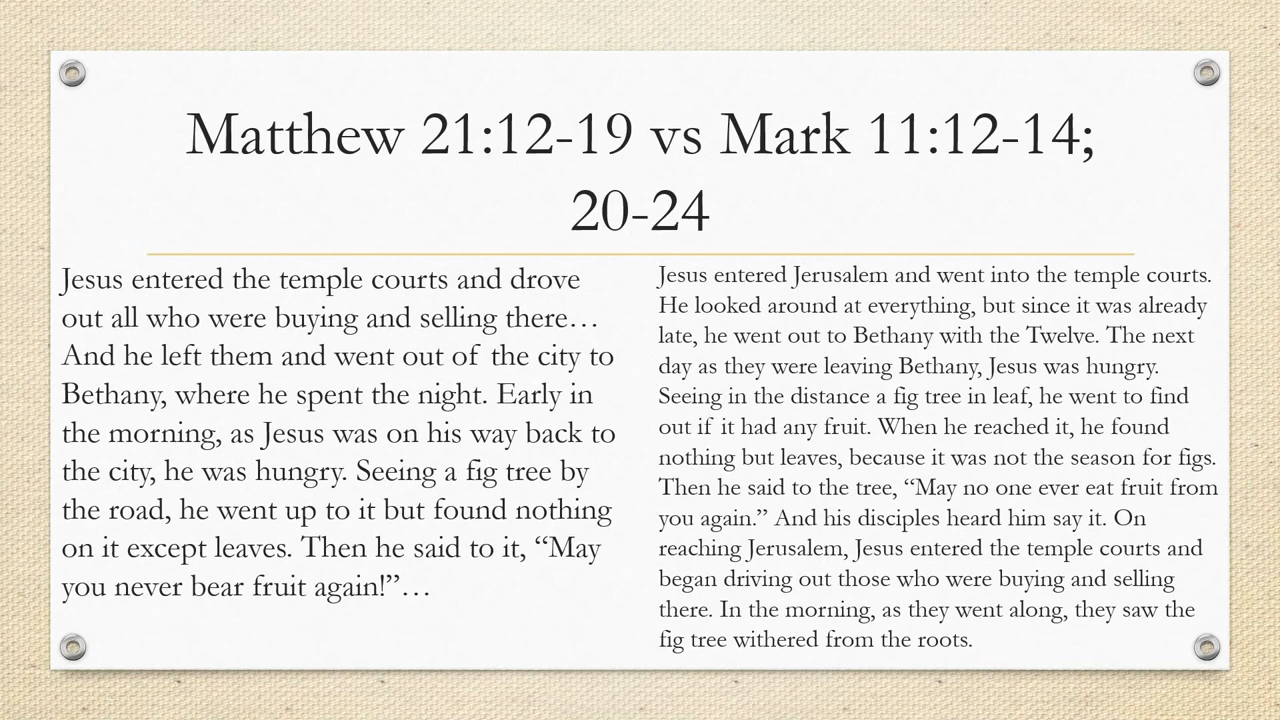 Matthew 21:12-19 vs Mark 11:12-14;
20-24
Jesus entered the temple courts and drove
out all who were buying and selling there…
And he left them and went out of the city to
Bethany, where he spent the night. Early in
the morning, as Jesus was on his way back to
the city, he was hungry. Seeing a fig tree by
the road, he went up to it but found nothing
on it except leaves. Then he said to it, “May
you never bear fruit again!”…
Jesus entered Jerusalem and went into the temple courts.
He looked around at everything, but since it was already
late, he went out to Bethany with the Twelve. The next
day as they were leaving Bethany, Jesus was hungry.
Seeing in the distance a fig tree in leaf, he went to find
out if it had any fruit. When he reached it, he found
nothing but leaves, because it was not the season for figs.
Then he said to the tree, “May no one ever eat fruit from
you again.” And his disciples heard him say it. On
reaching Jerusalem, Jesus entered the temple courts and
began driving out those who were buying and selling
there. In the morning, as they went along, they saw the
fig tree withered from the roots.